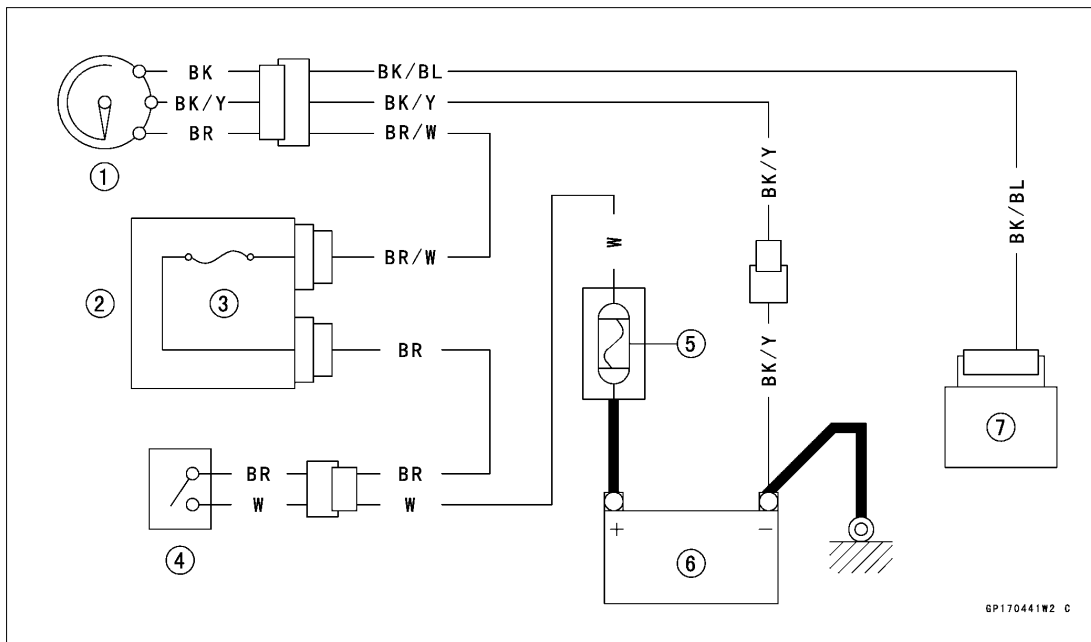 BK BK/BL
BK/Y BK/Y
BR BR/W
①
BK/Y
BK/BL
W
② ③ BR/W
⑤
BR
BK/Y
⑦
BR BR
W W
④
+ −
⑥
GP170441W2 C